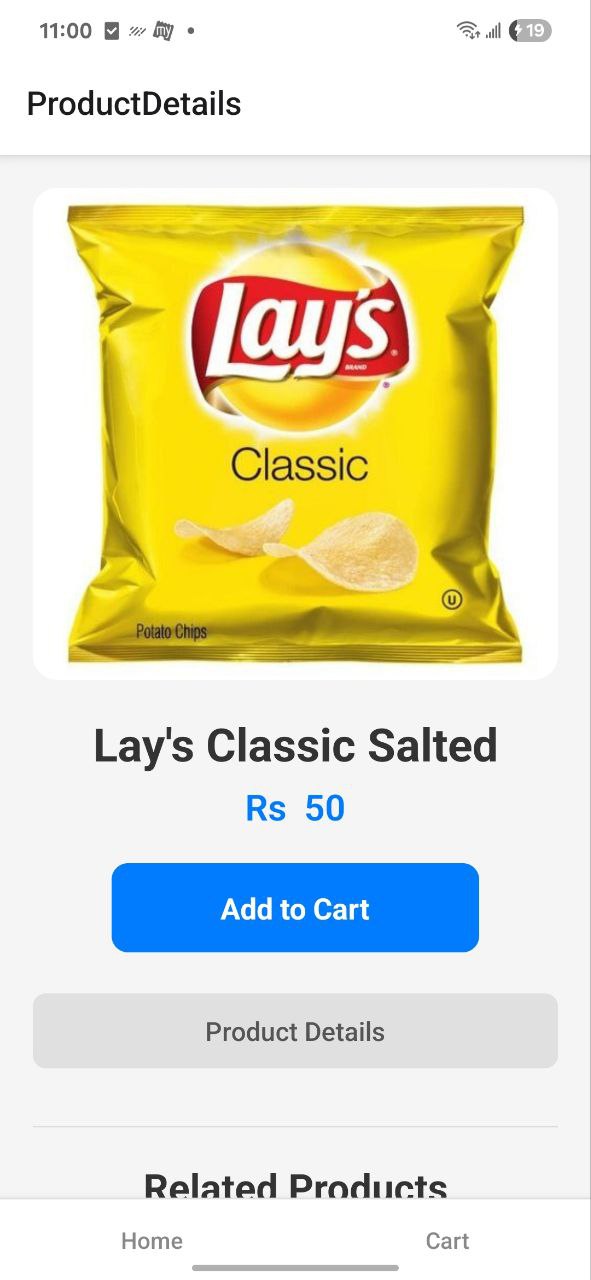 11:00
my
19
ProductDetails
Lay's
BRAND
Classic
U
Potato Chips
Lay's Classic Salted
Rs 50
Add to Cart
Product Details
Related Products
Home
Cart